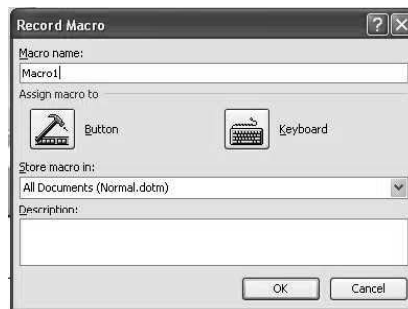 Record Macro
Macro name:
Macro1
Assign macro to
Button
Keyboard
Store macro in:
All Documents (Normal.dotm)
Description:
OK
Cancel